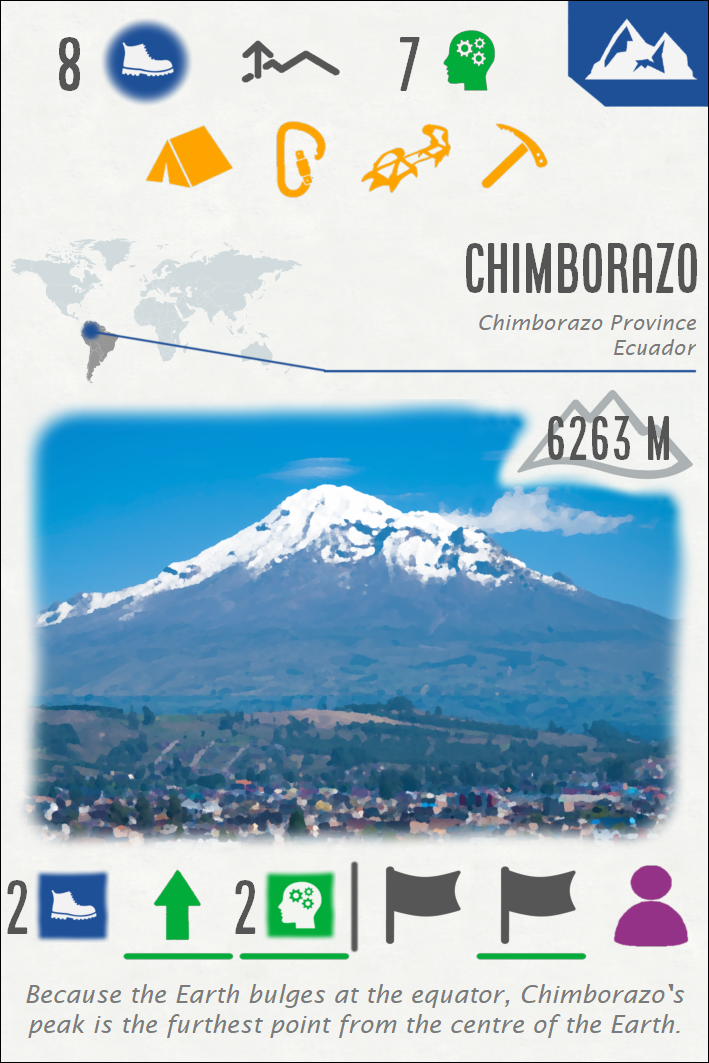 8 7
CHIMBORAZO
Chimborazo Province
Ecuador
6263 M
2 2
Because the Earth bulges at the equator, Chimborazo's
peak is the furthest point from the centre of the Earth.